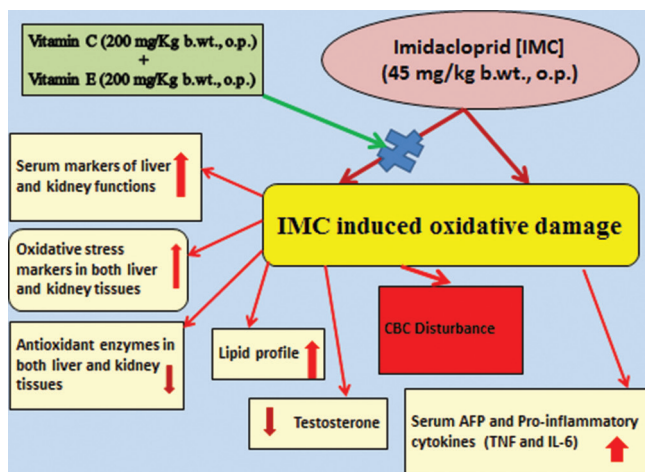 Vitamin C (200 mg/Kg b.wt., o.p.)
+
Vitamin E (200 mg/Kg b.wt., o.p.)
Imidacloprid [IMC]
(45 mg/kg b.wt., o.p.)
Serum markers of liver
and kidney functions
IMC induced oxidative damage
Oxidative stress
markers in both liver
and kidney tissues
Antioxidant enzymes in
both liver and kidney
tissues
Lipid profile
CBC Disturbance
Testosterone
Serum AFP and Pro-inflammatory
cytokines (TNF and IL-6)